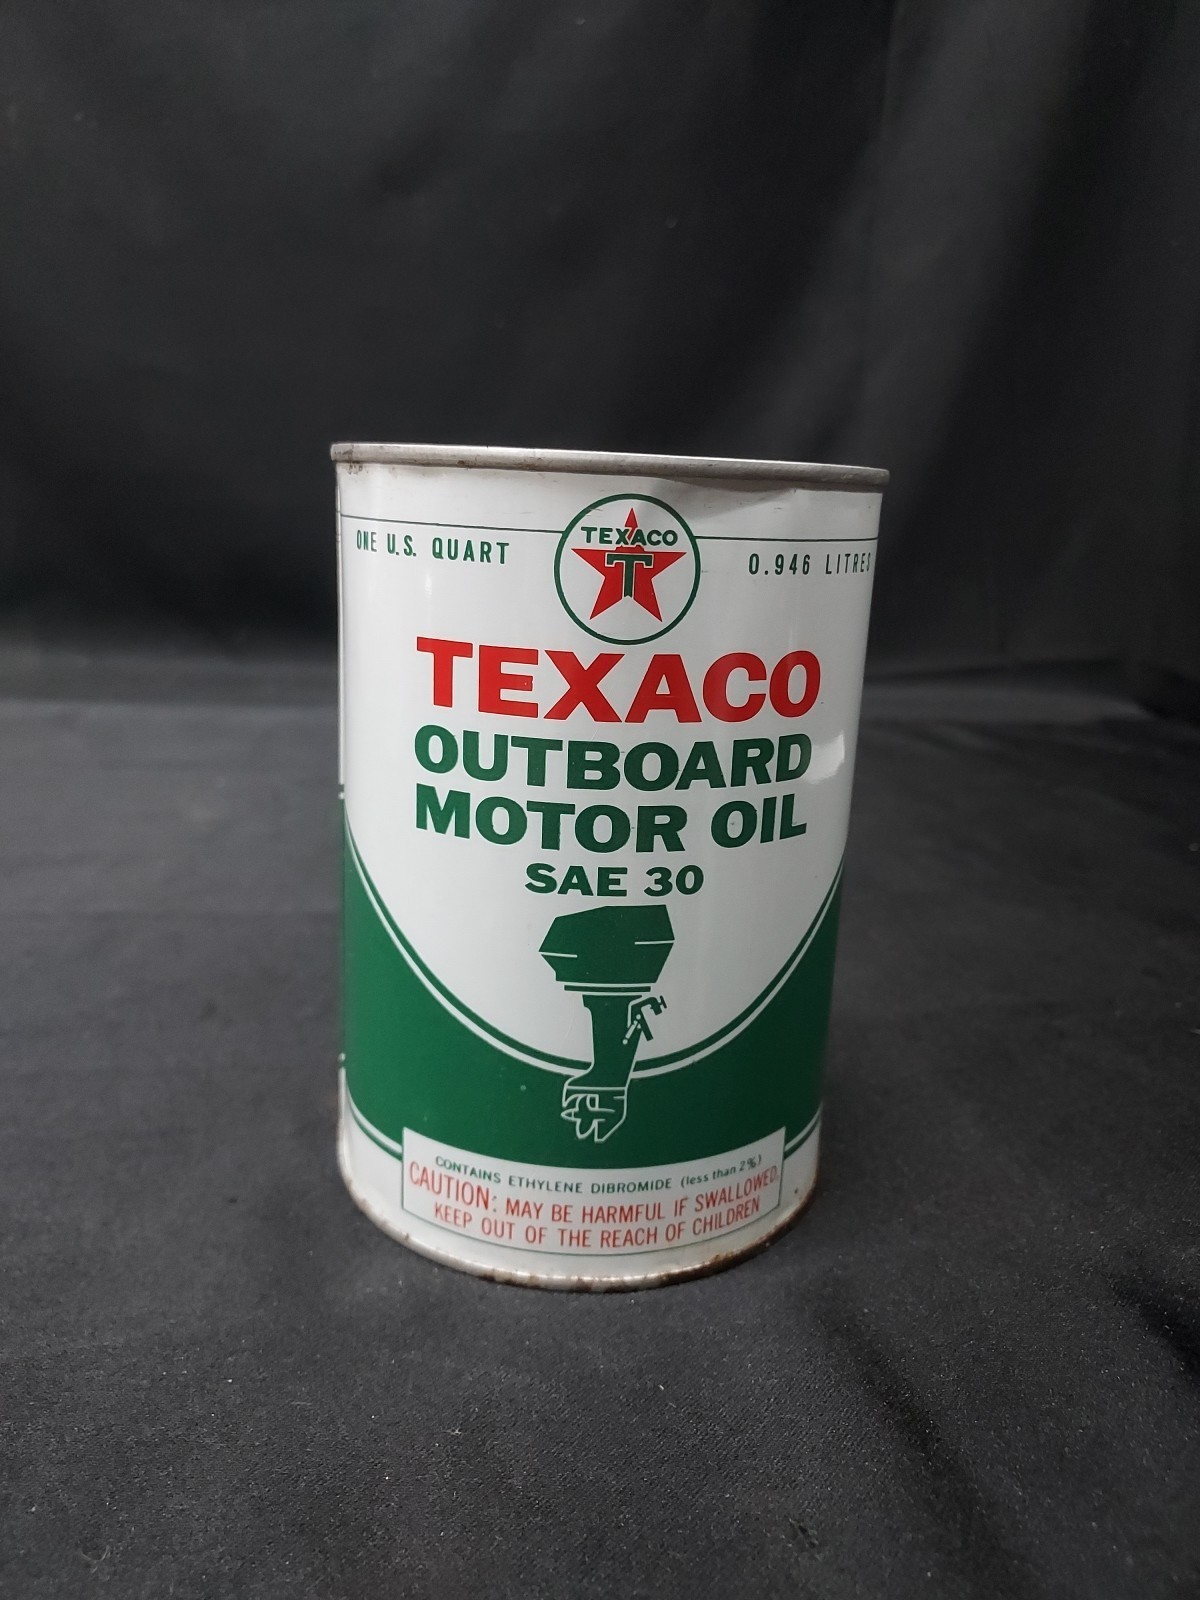 ONE U.S. QUART
TEXACO
T
0.946 LITRES
TEXACO
OUTBOARD
MOTOR OIL
SAE 30
CONTAINS ETHYLENE DIBROMIDE (less than 2%)
CAUTION: MAY BE HARMFUL IF SWALLOWED,
KEEP OUT OF THE REACH OF CHILDREN